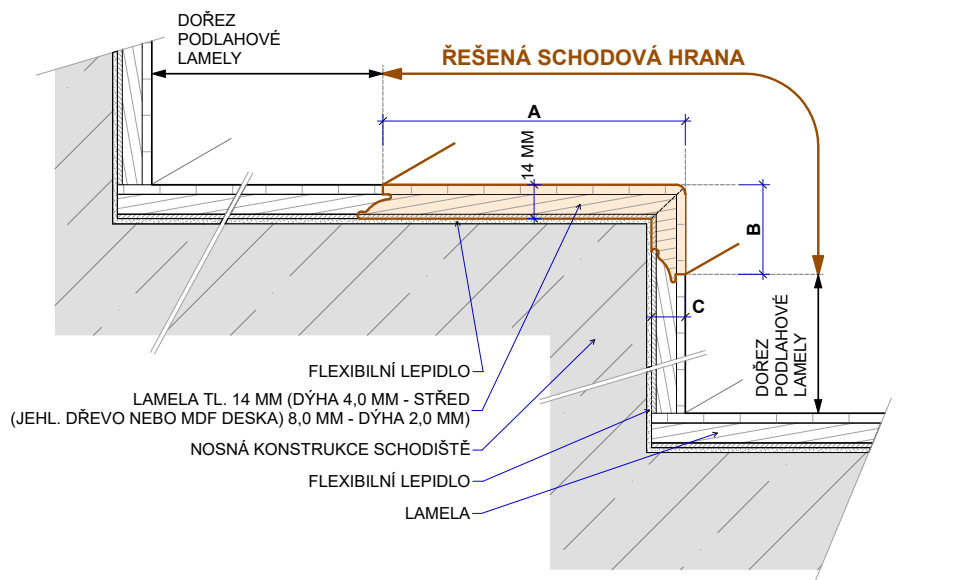 DOŘEZ
PODLAHOVÉ
LAMELY
ŘEŠENÁ SCHODOVÁ HRANA
A
14 MM
B
C
DOŘEZ
PODLAHOVÉ
LAMELY
FLEXIBILNÍ LEPIDLO
LAMELA TL. 14 MM (DÝHA 4,0 MM - STŘED
(JEHL. DŘEVO NEBO MDF DESKA) 8,0 MM - DÝHA 2,0 MM)
NOSNÁ KONSTRUKCE SCHODIŠTĚ
FLEXIBILNÍ LEPIDLO
LAMELA